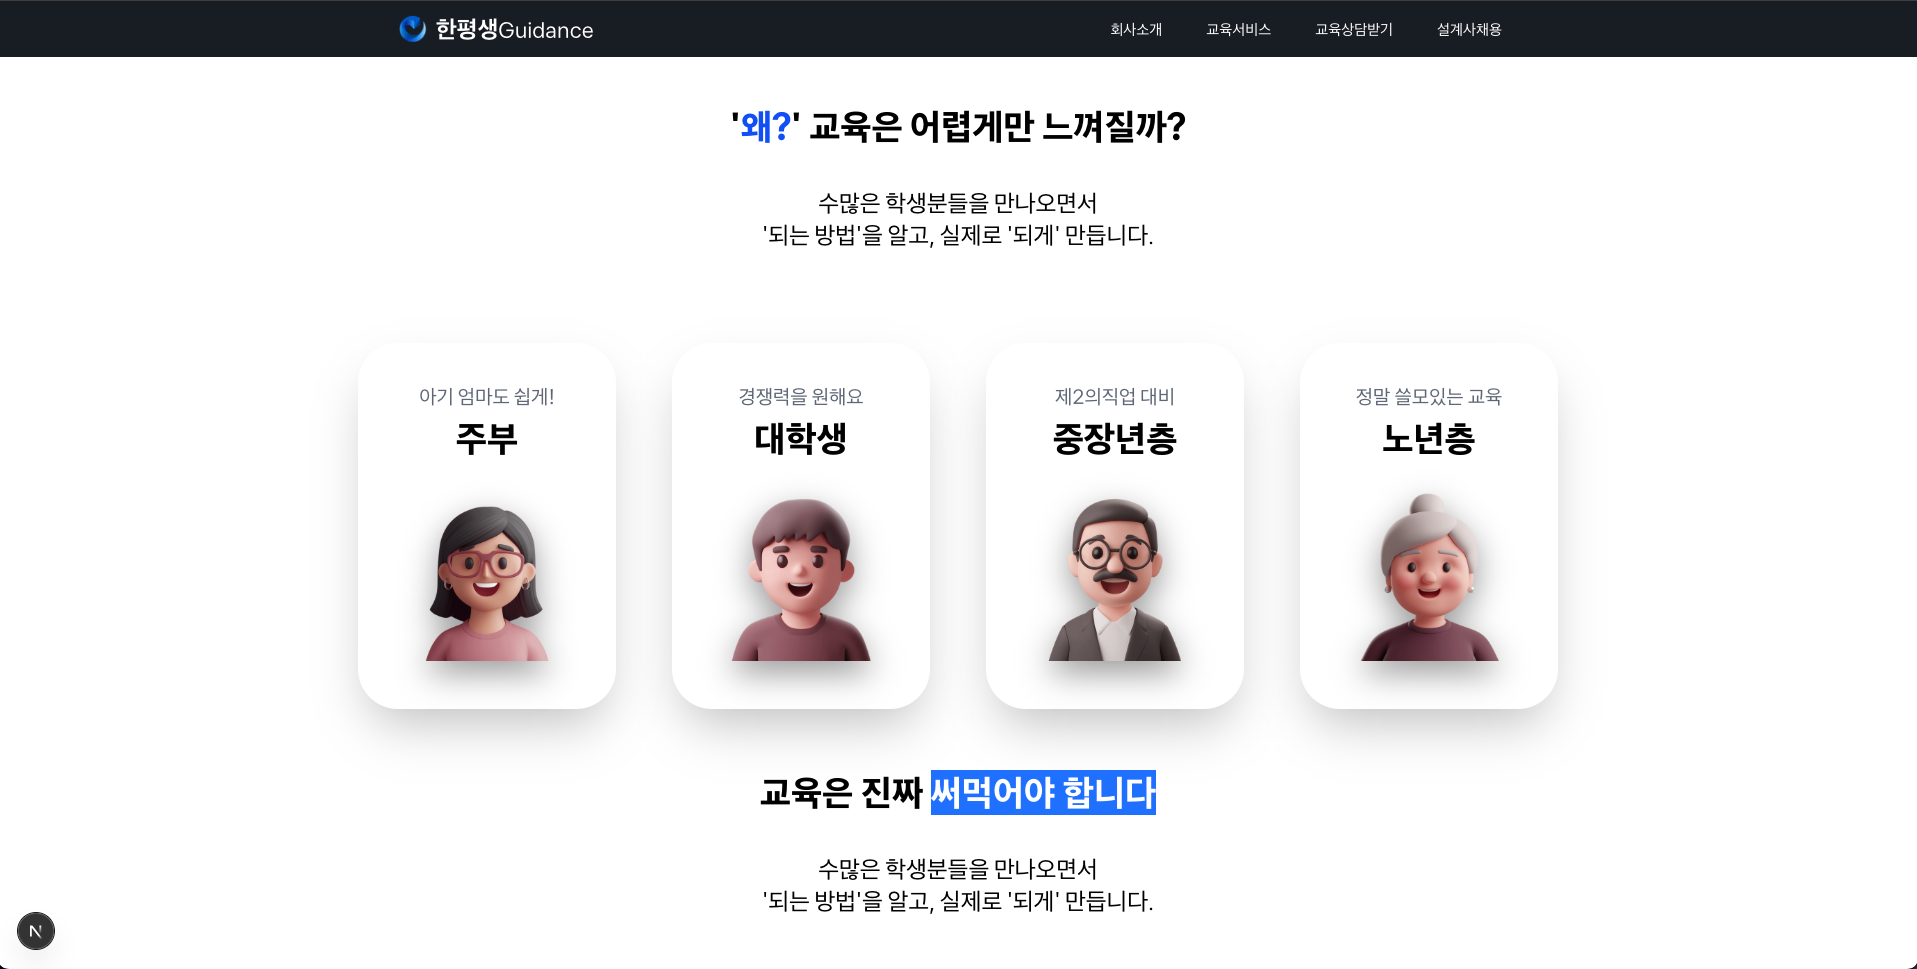 한평생Guidance
회사소개
교육서비스
교육상담받기
설계사채용
'왜?' 교육은 어렵게만 느껴질까?
수많은 학생분들을 만나오면서
'되는 방법'을 알고, 실제로 '되게' 만듭니다.
아기 엄마도 쉽게!
주부
경쟁력을 원해요
대학생
제2의직업 대비
중장년층
정말 쓸모있는 교육
노년층
교육은 진짜 써먹어야 합니다
수많은 학생분들을 만나오면서
'되는 방법'을 알고, 실제로 '되게' 만듭니다.
N